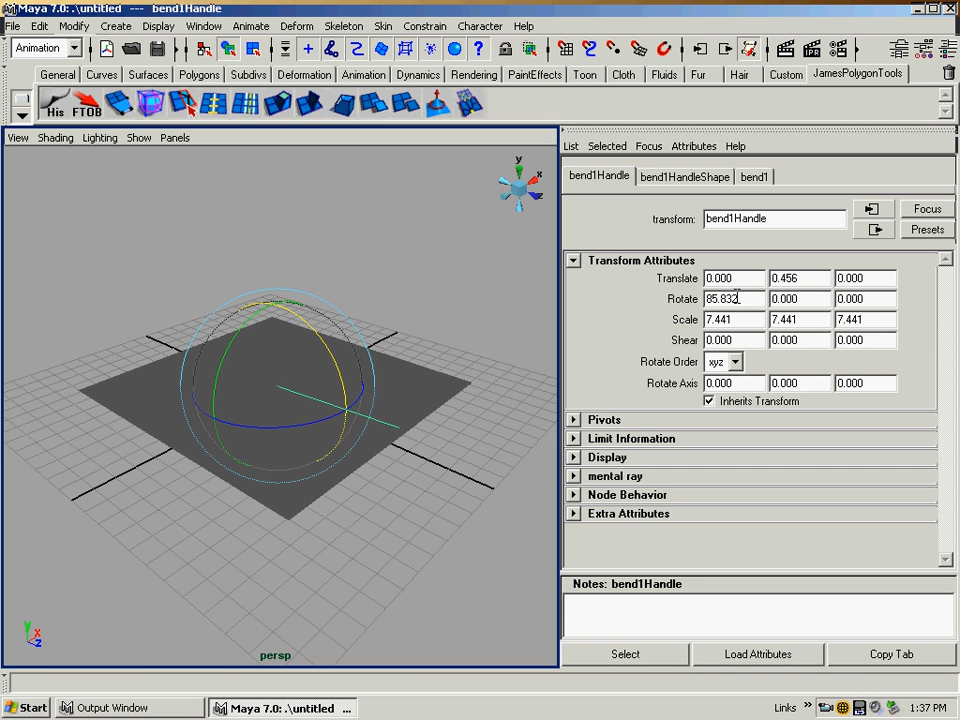 Maya 7.0: .\untitled --- bend1Handle
File Edit Modify Create Display Window Animate Deform Skeleton Skin Constrain Character Help
Animation
General Curves Surfaces Polygons Subdivs Deformation Animation Dynamics Rendering PaintEffects Toon Cloth Fluids Fur Hair Custom JamesPolygonTools
His FTOB
View Shading Lighting Show Panels
List Selected Focus Attributes Help
bend1Handle bend1HandleShape bend1
transform: bend1Handle
Focus
Presets
Transform Attributes
Translate 0.000 0.456 0.000
Rotate 85.832 0.000 0.000
Scale 7.441 7.441 7.441
Shear 0.000 0.000 0.000
Rotate Order xyz
Rotate Axis 0.000 0.000 0.000
Inherits Transform
Pivots
Limit Information
Display
mental ray
Node Behavior
Extra Attributes
y
x
z
y
x
z
persp
Notes: bend1Handle
Select Load Attributes Copy Tab
Start Output Window Maya 7.0: .\untitled ... Links » 1:37 PM